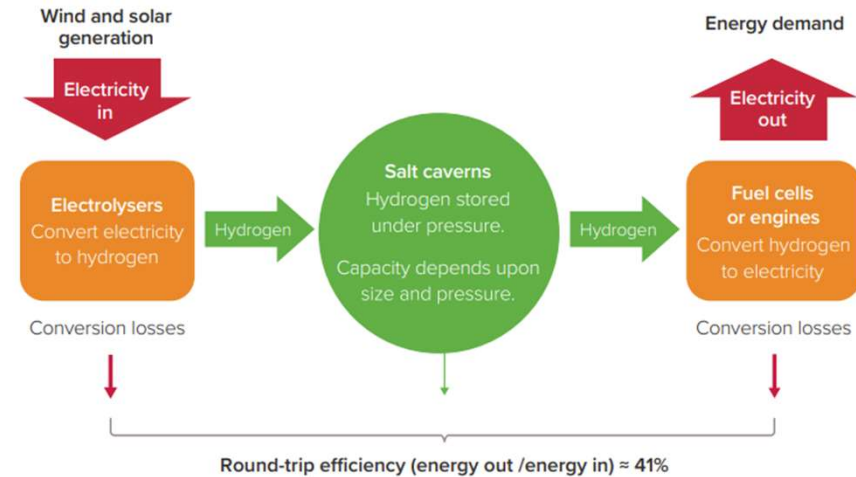 Wind and solar
generation
Energy demand
Electricity
in
Electricity
out
Electrolysers
Convert electricity
to hydrogen
Hydrogen
Salt caverns
Hydrogen stored
under pressure.
Capacity depends upon
size and pressure.
Hydrogen
Fuel cells
or engines
Convert hydrogen
to electricity
Conversion losses
Conversion losses
Round-trip efficiency (energy out /energy in) ≈ 41%